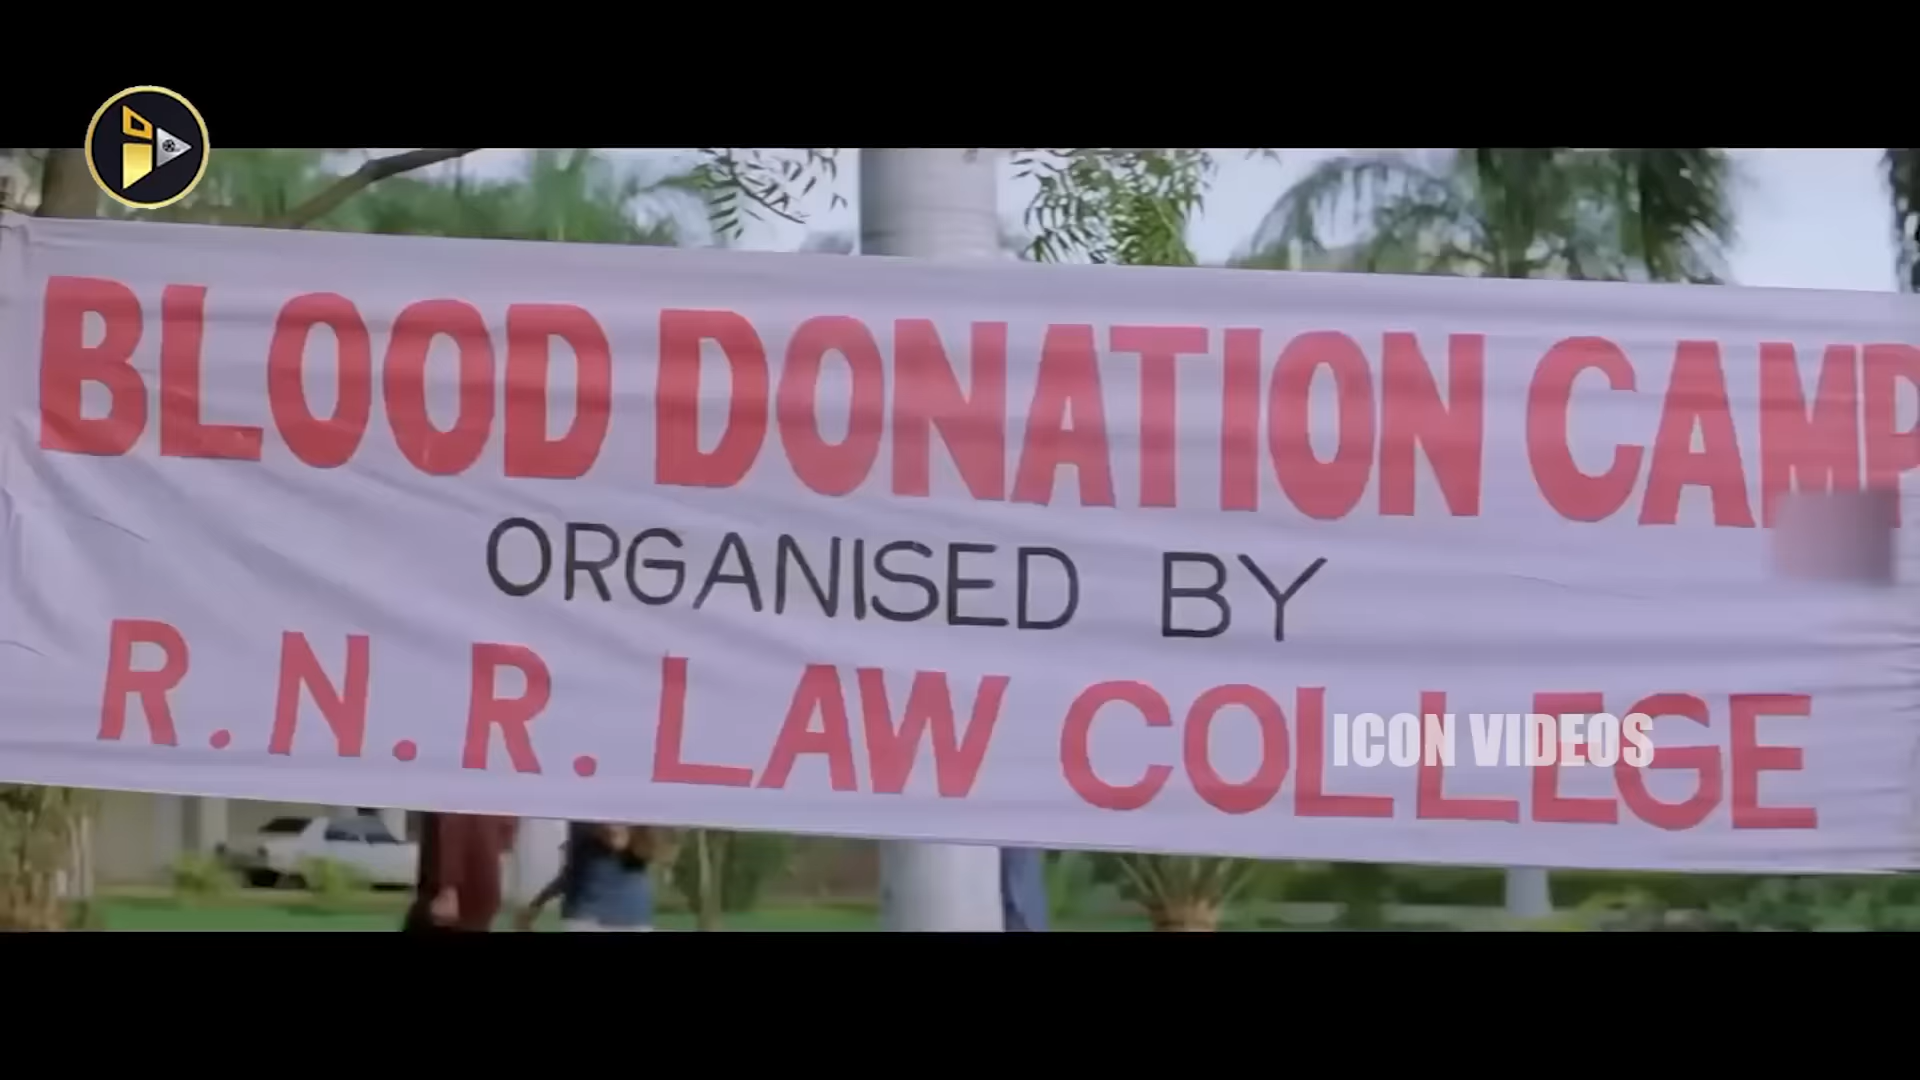 BLOOD DONATION CAMP
ORGANISED BY
R.N.R. LAW COLLEGE
ICON VIDEOS